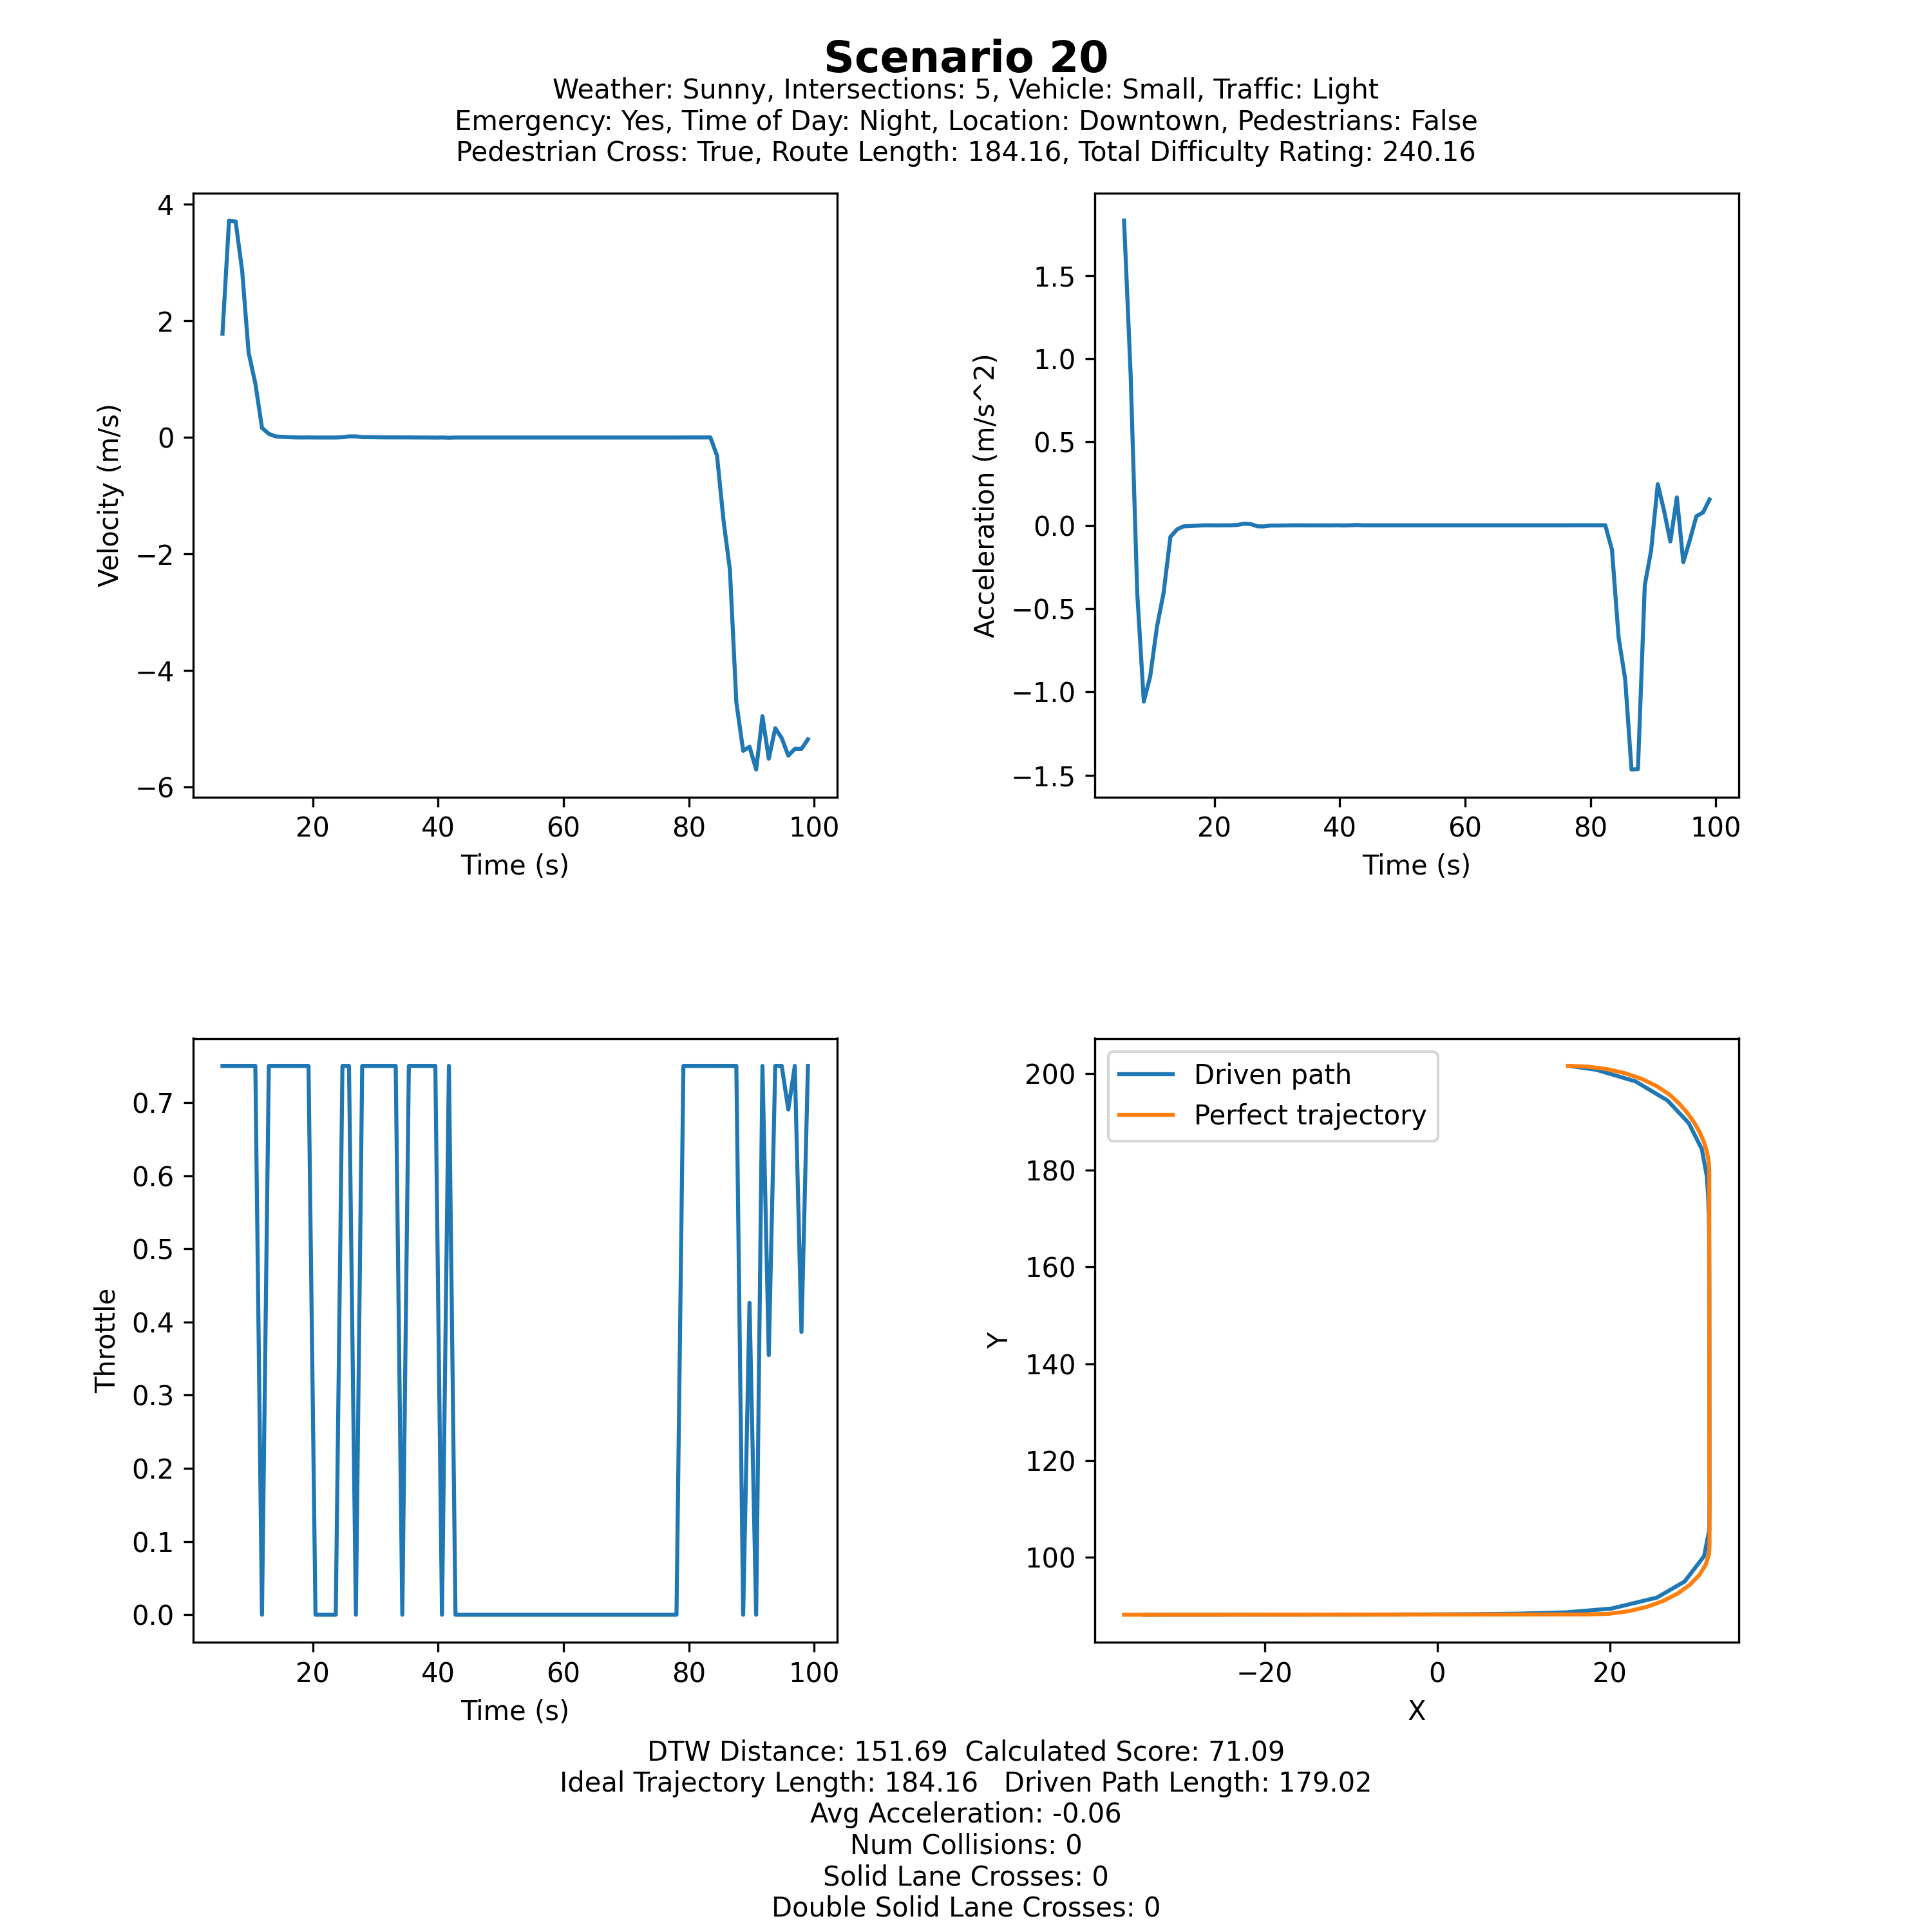 Scenario 20
Weather: Sunny, Intersections: 5, Vehicle: Small, Traffic: Light
Emergency: Yes, Time of Day: Night, Location: Downtown, Pedestrians: False
Pedestrian Cross: True, Route Length: 184.16, Total Difficulty Rating: 240.16
4
2
0
−2
−4
−6
Velocity (m/s)
20 40 60 80 100
Time (s)
1.5
1.0
0.5
0.0
−0.5
−1.0
−1.5
Acceleration (m/s^2)
20 40 60 80 100
Time (s)
0.7
0.6
0.5
0.4
0.3
0.2
0.1
0.0
Throttle
20 40 60 80 100
Time (s)
Driven path
Perfect trajectory
200
180
160
140
120
100
Y
−20 0 20
X
DTW Distance: 151.69  Calculated Score: 71.09
Ideal Trajectory Length: 184.16   Driven Path Length: 179.02
Avg Acceleration: -0.06
Num Collisions: 0
Solid Lane Crosses: 0
Double Solid Lane Crosses: 0